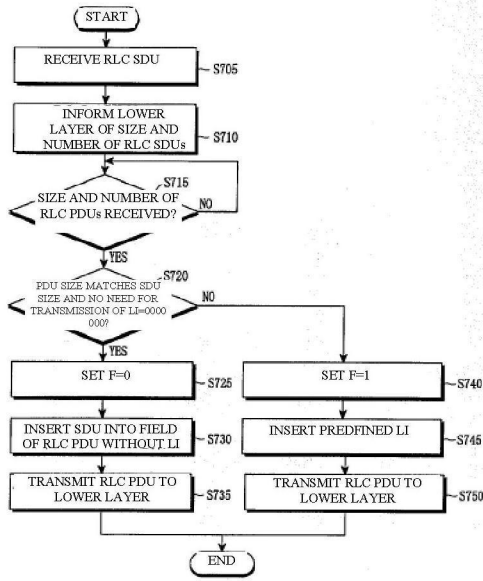 START
RECEIVE RLC SDU
S705
INFORM LOWER
LAYER OF SIZE AND
NUMBER OF RLC SDUs
S710
S715
SIZE AND NUMBER OF
RLC PDUs RECEIVED?
NO
YES
S720
PDU SIZE MATCHES SDU
SIZE AND NO NEED FOR
TRANSMISSION OF LI=0000
000?
NO
YES
SET F=0
S725
SET F=1
S740
INSERT SDU INTO FIELD
OF RLC PDU WITHOUT LI
S730
INSERT PREDFINED LI
S745
TRANSMIT RLC PDU TO
LOWER LAYER
S735
TRANSMIT RLC PDU TO
LOWER LAYER
S750
END